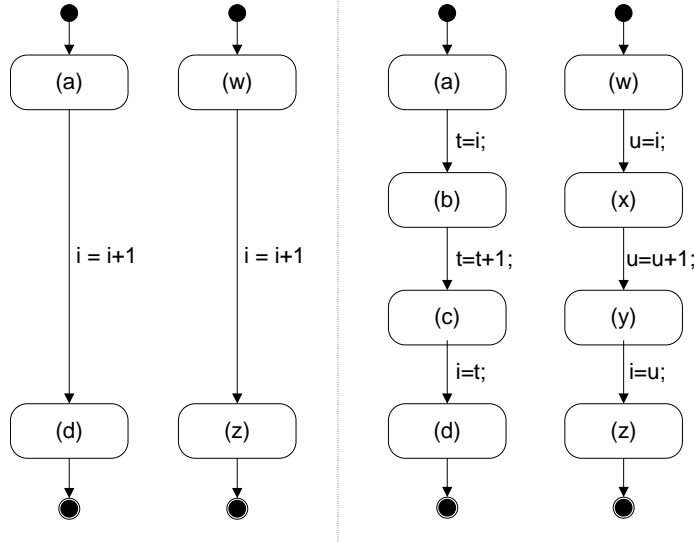 (a)
(w)
i = i+1
i = i+1
(d)
(z)
(a)
(w)
t=i;
u=i;
(b)
(x)
t=t+1;
u=u+1;
(c)
(y)
i=t;
i=u;
(d)
(z)